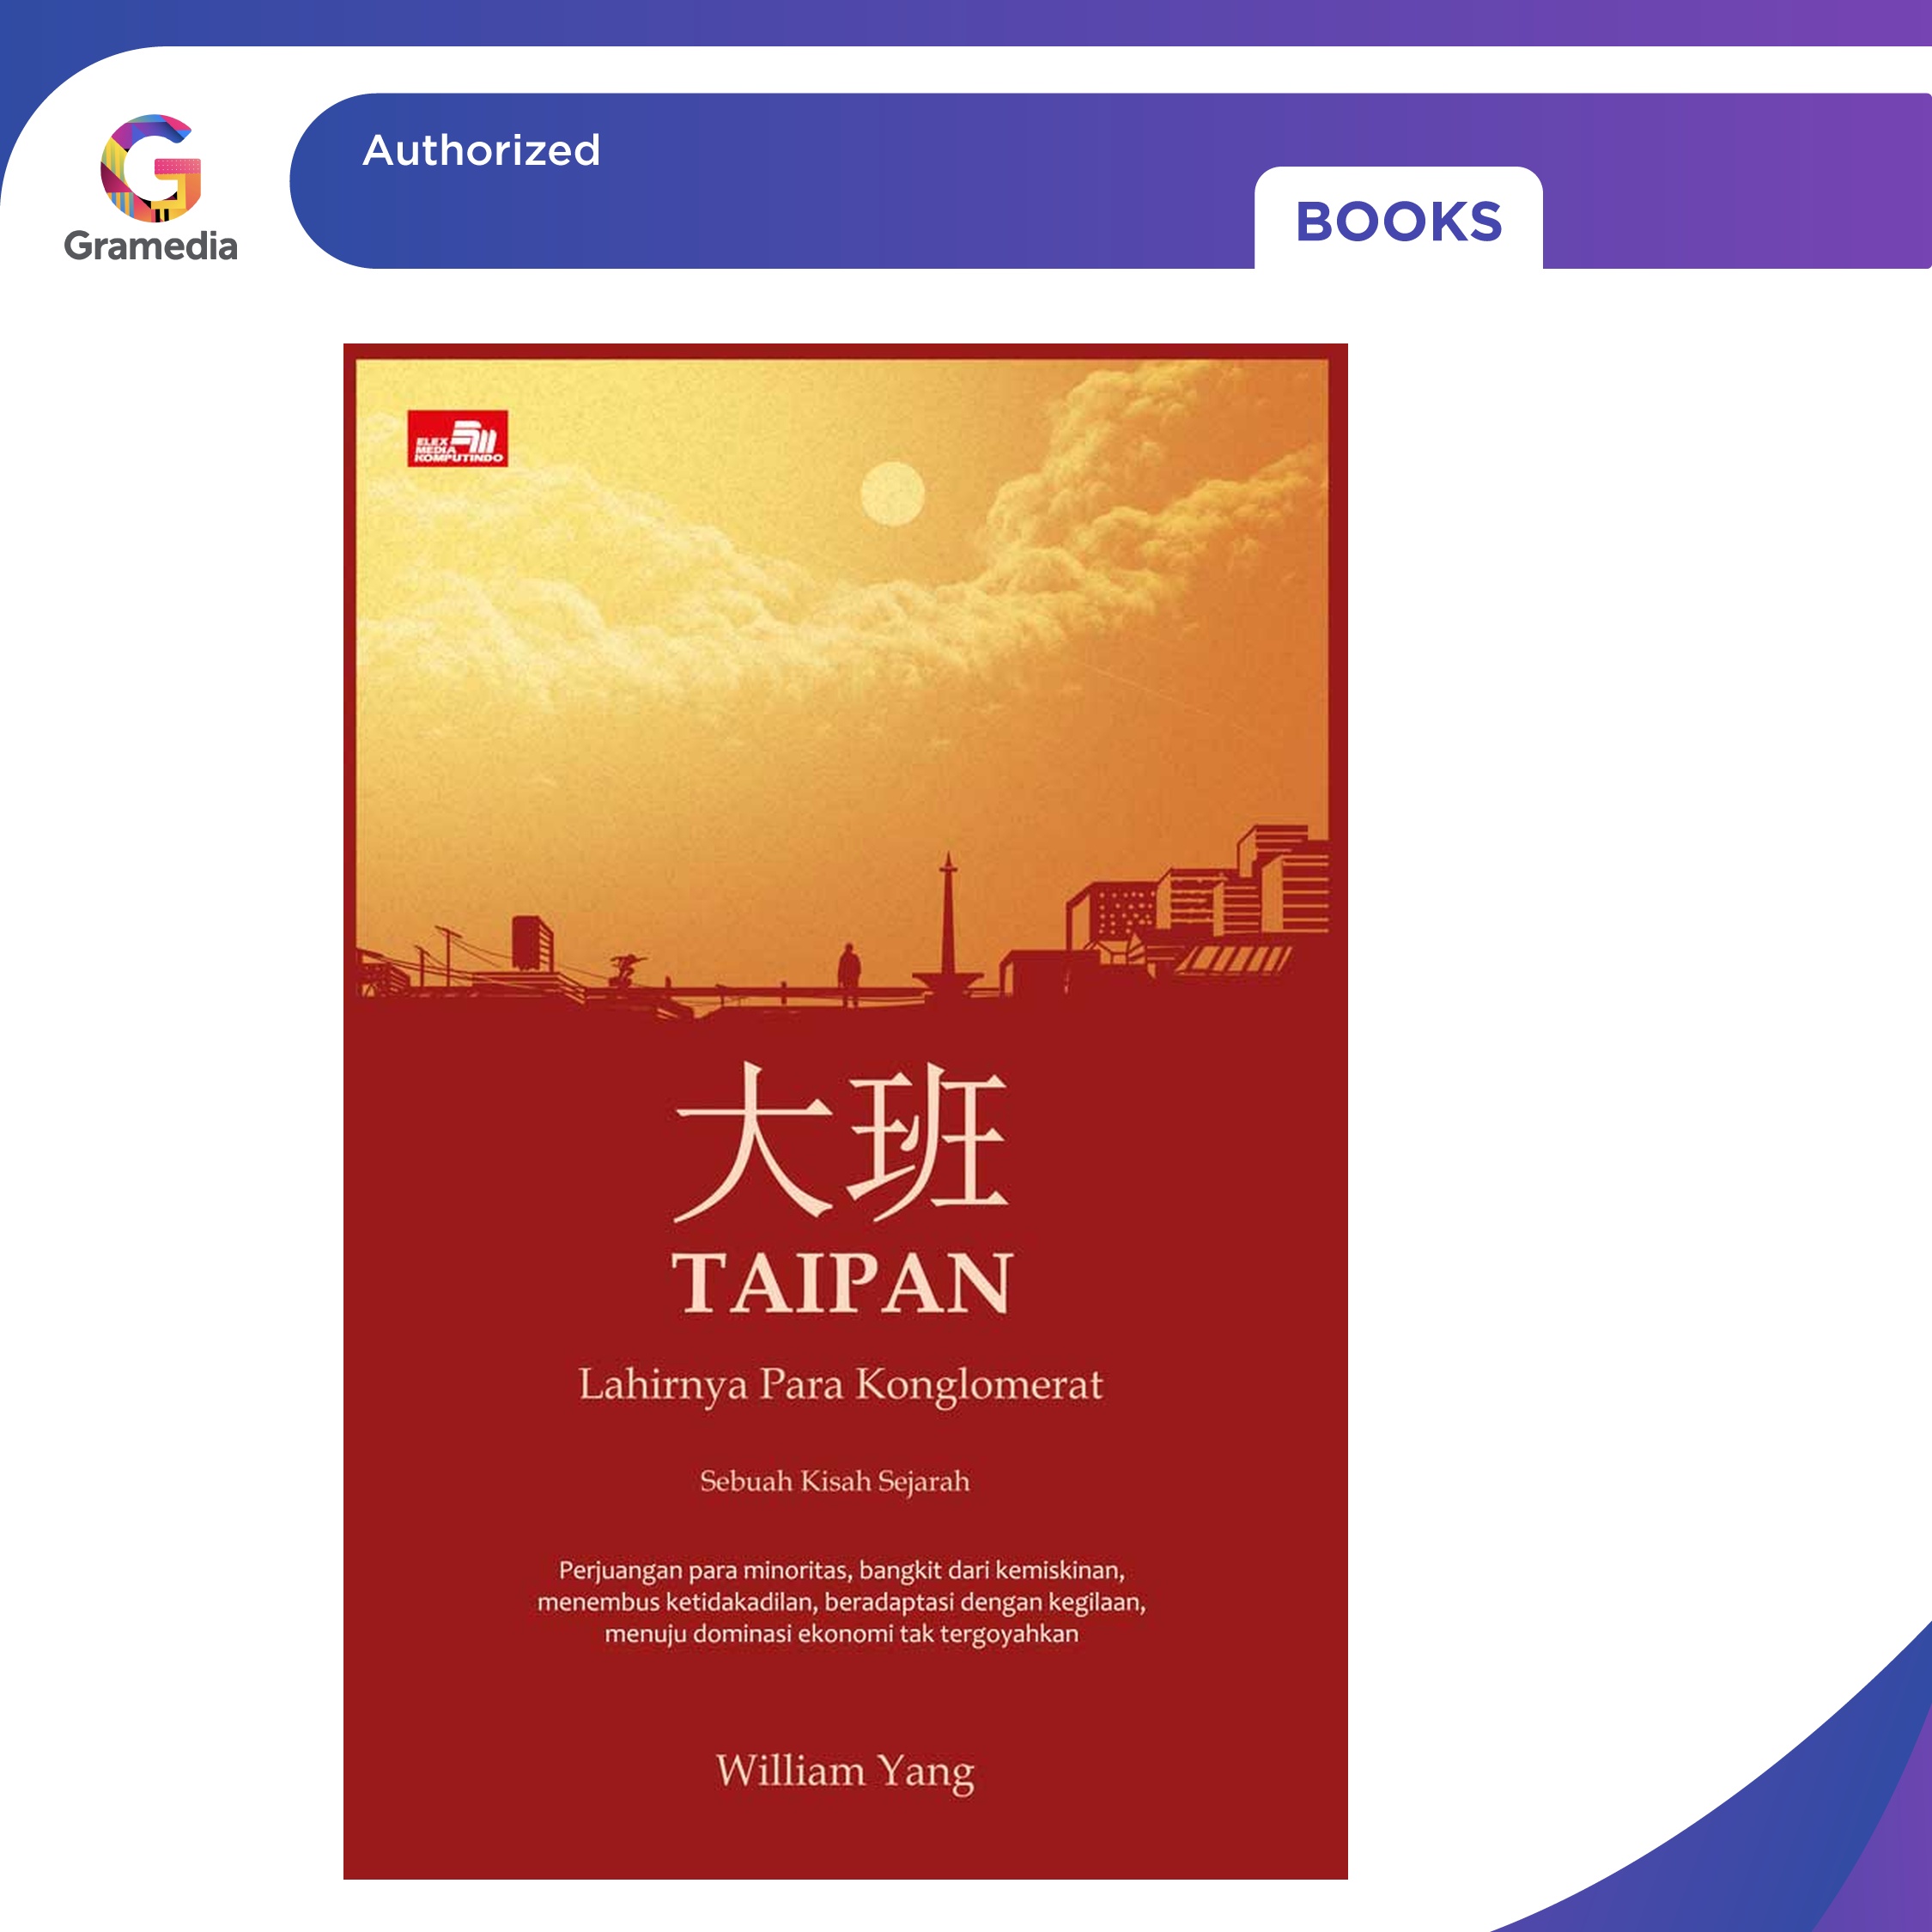 Gramedia
Authorized
BOOKS
ELEX
MEDIA
KOMPUTINDO
大班
TAIPAN
Lahirnya Para Konglomerat
Sebuah Kisah Sejarah
Perjuangan para minoritas, bangkit dari kemiskinan,
menembus ketidakadilan, beradaptasi dengan kegilaan,
menuju dominasi ekonomi tak tergoyahkan
William Yang